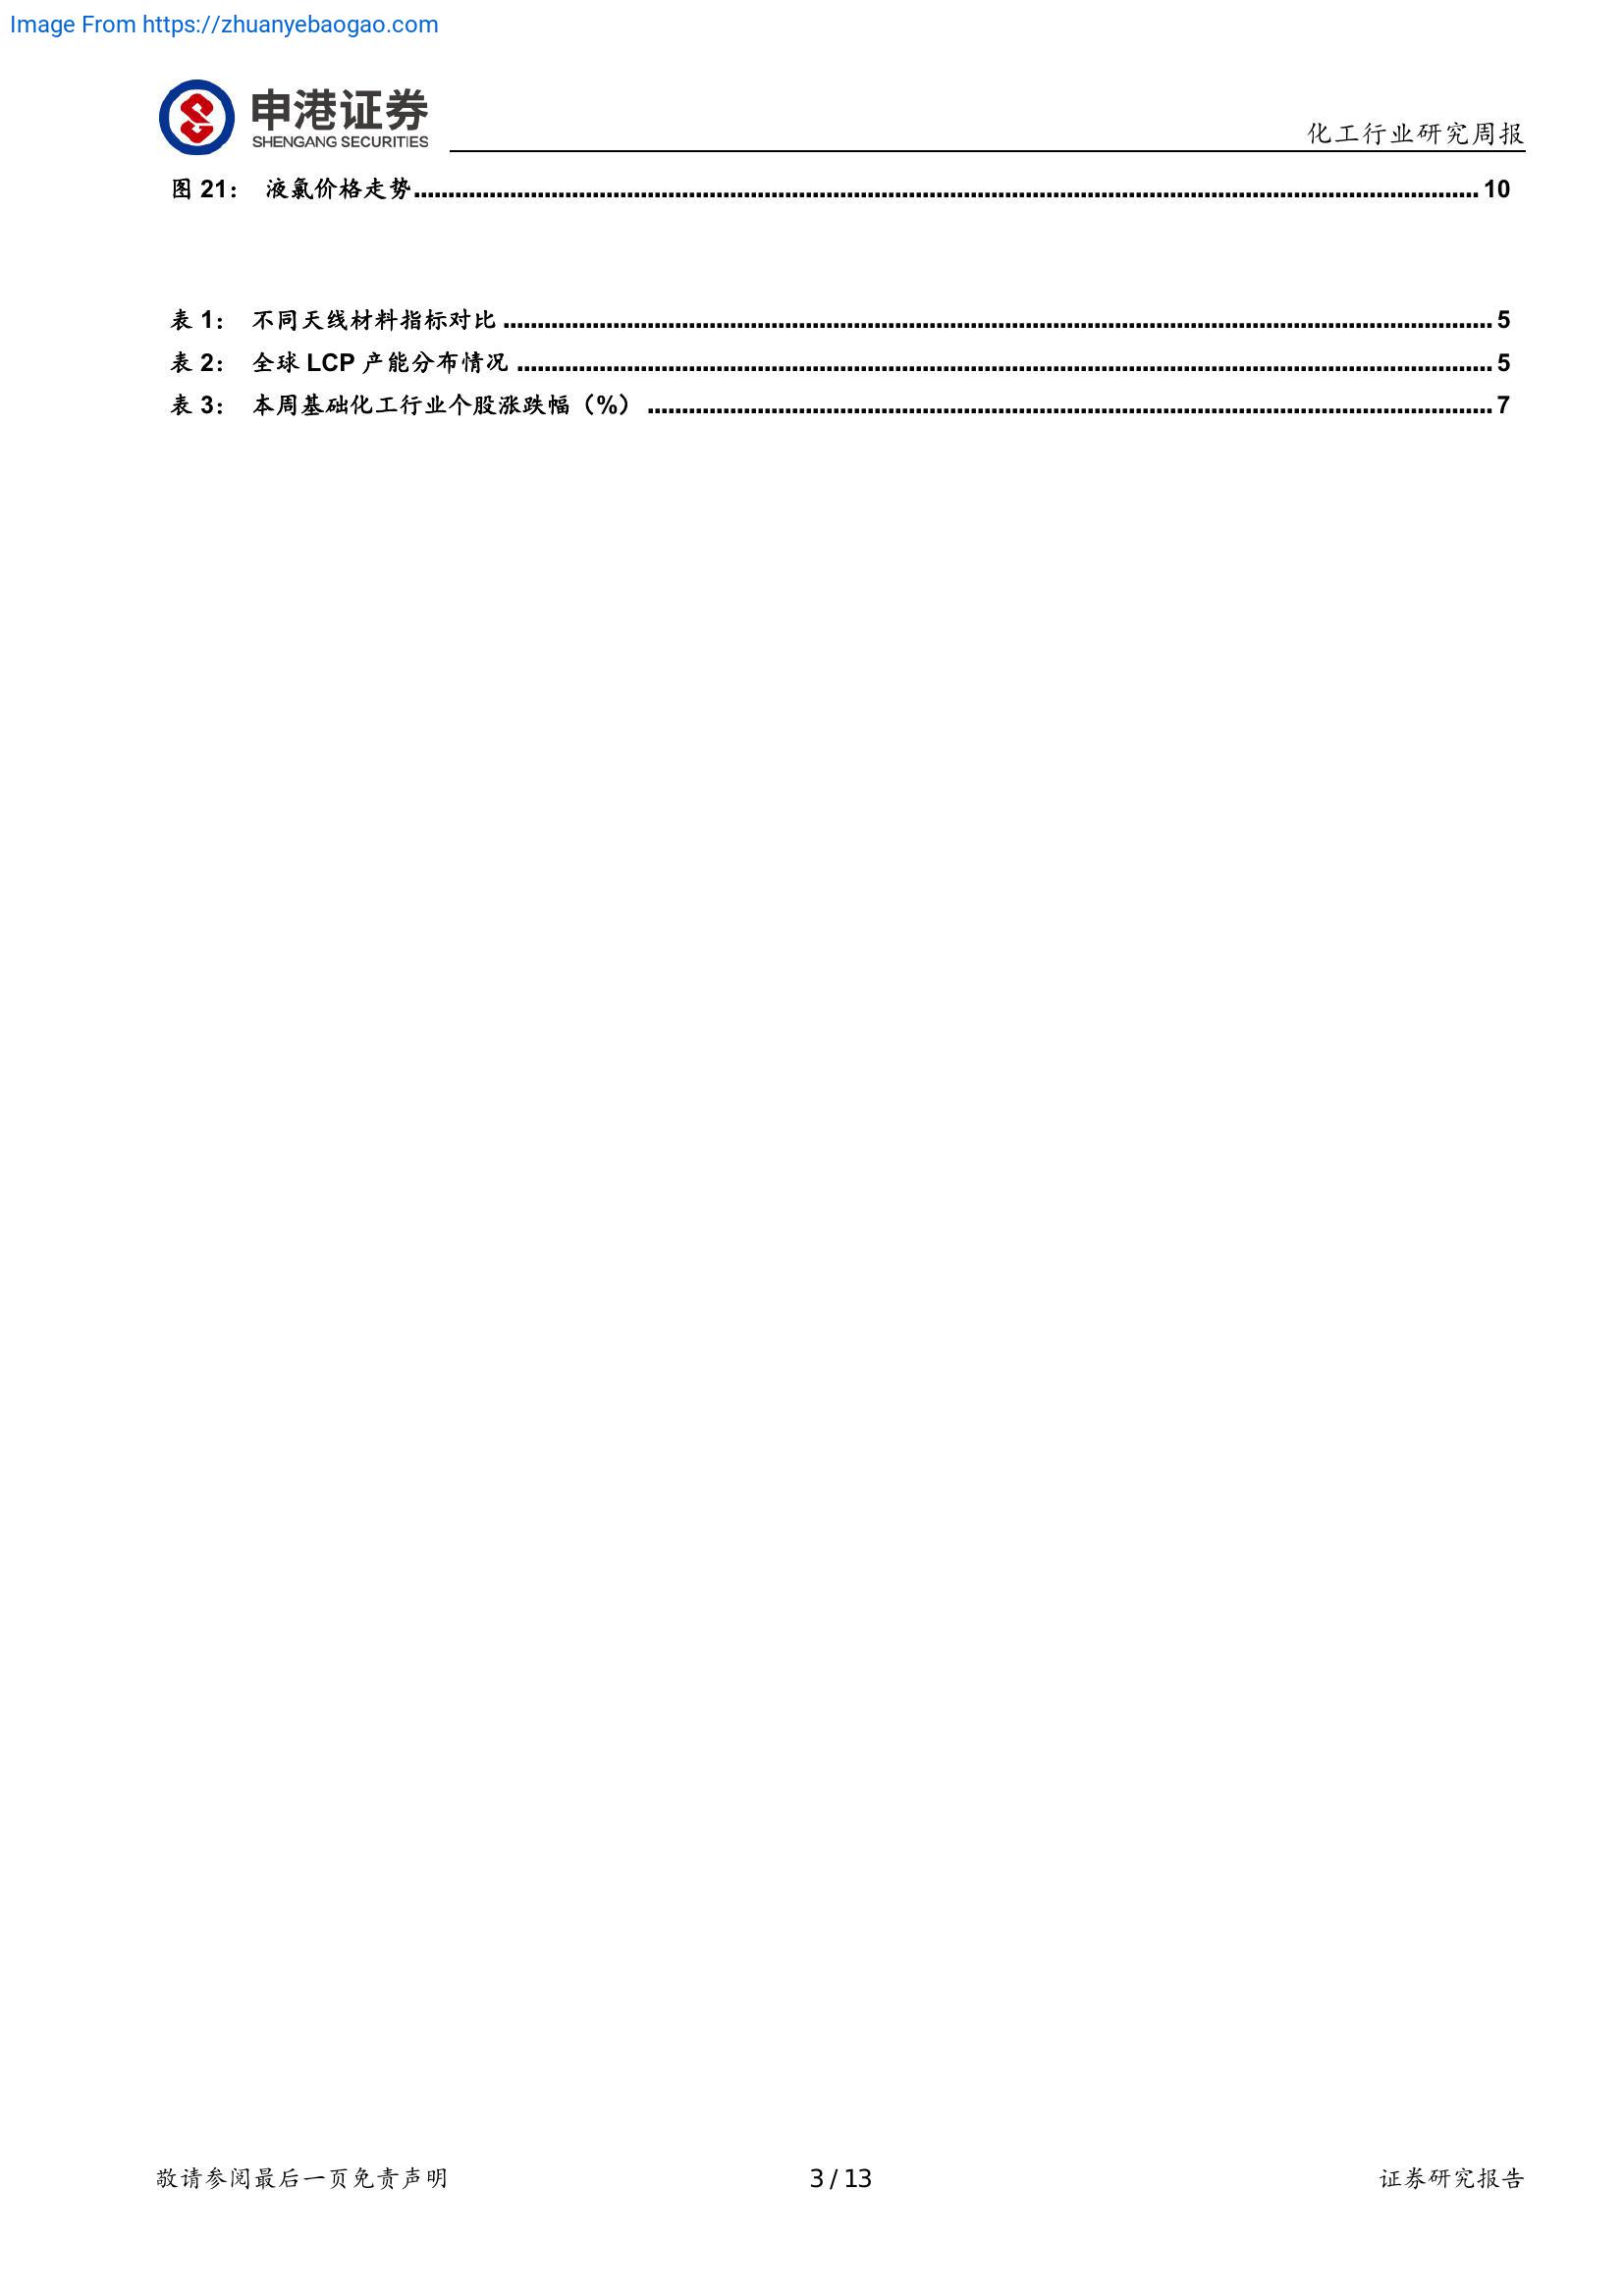 Image From https://zhuanyebaogao.com
申港证券
SHENGANG SECURITIES
化工行业研究周报
图 21： 液氯价格走势 10
表 1： 不同天线材料指标对比 5
表 2： 全球 LCP 产能分布情况 5
表 3： 本周基础化工行业个股涨跌幅（%） 7
敬请参阅最后一页免责声明 3 / 13 证券研究报告